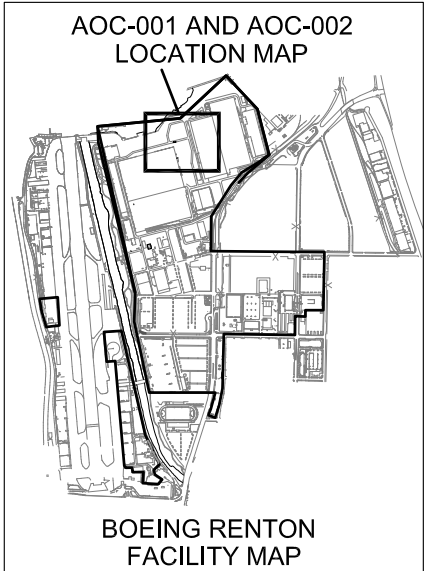 AOC-001 AND AOC-002
LOCATION MAP
BOEING RENTON
FACILITY MAP